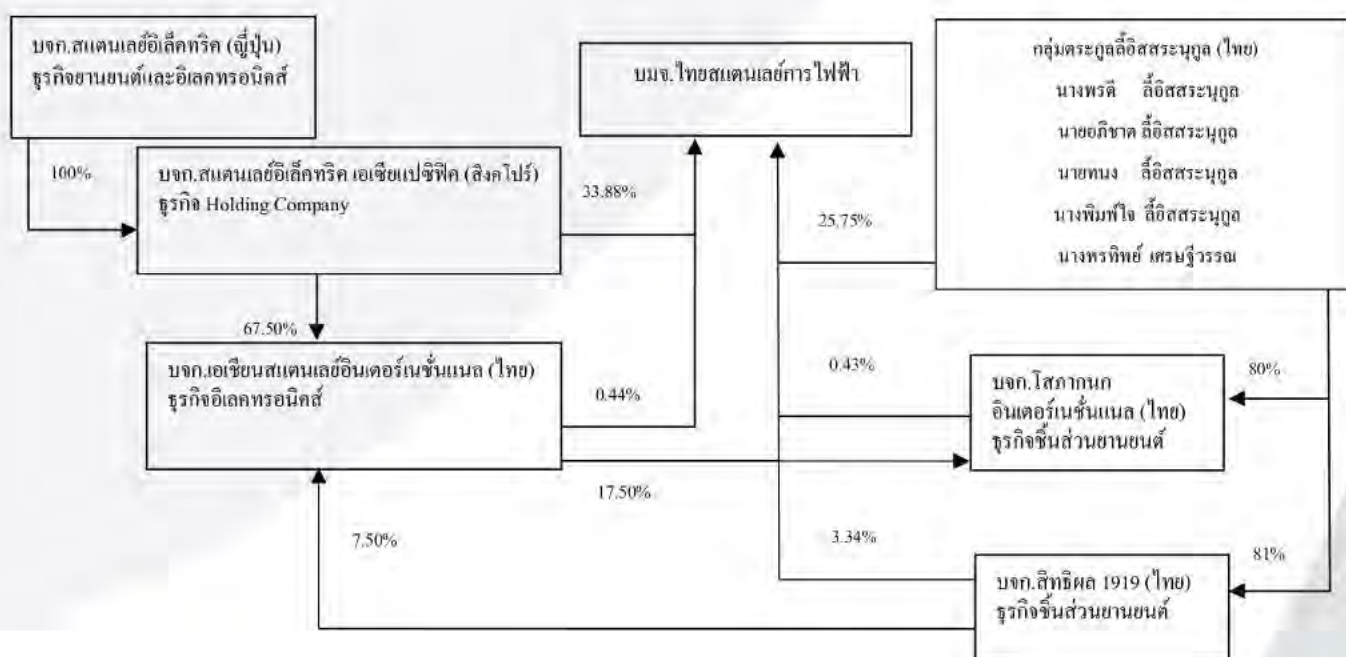 บจก.สแตนเลย์อิเล็คทริค (ญี่ปุ่น)
ธุรกิจยานยนต์และอิเลคทรอนิคส์
บมจ.ไทยสแตนเลย์การไฟฟ้า
กลุ่มตระกูลลี้อิสสระนุกูล (ไทย)
นางพรดี ลี้อิสสระนุกูล
นายอภิชาต ลี้อิสสระนุกูล
นายทนง ลี้อิสสระนุกูล
นางพิมพ์ใจ ลี้อิสสระนุกูล
นางพรทิพย์ เศรษฐีวรรณ
100%
บจก.สแตนเลย์อิเล็คทริค เอเซียแปซิฟิค (สิงคโปร์)
ธุรกิจ Holding Company
33.88%
25.75%
67.50%
บจก.เอเชียนสแตนเลย์อินเตอร์เนชั่นแนล (ไทย)
ธุรกิจอิเลคทรอนิคส์
0.44%
0.43%
บจก.โสภากนก
อินเตอร์เนชั่นแนล (ไทย)
ธุรกิจชิ้นส่วนยานยนต์
80%
17.50%
7.50%
3.34%
บจก.สิทธิผล 1919 (ไทย)
ธุรกิจชิ้นส่วนยานยนต์
81%